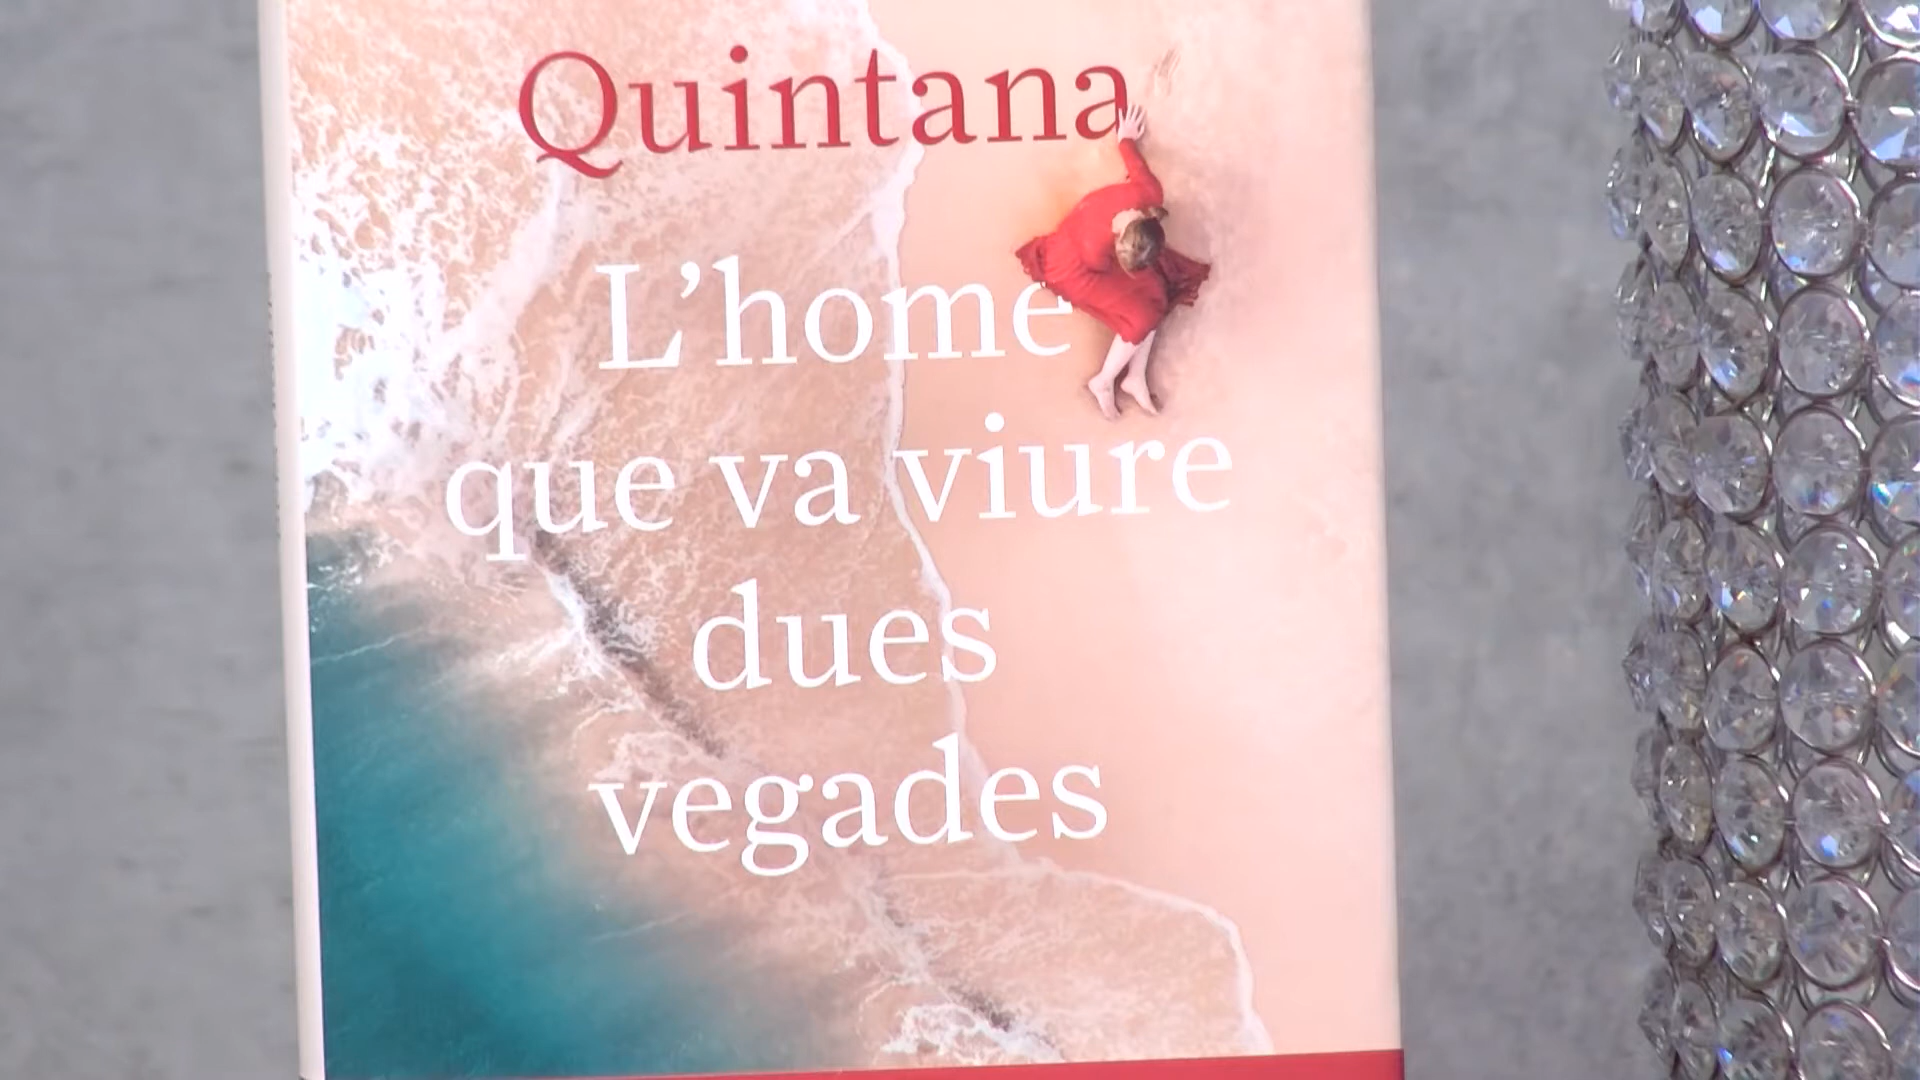 Quintana
L’home
que va viure
dues
vegades